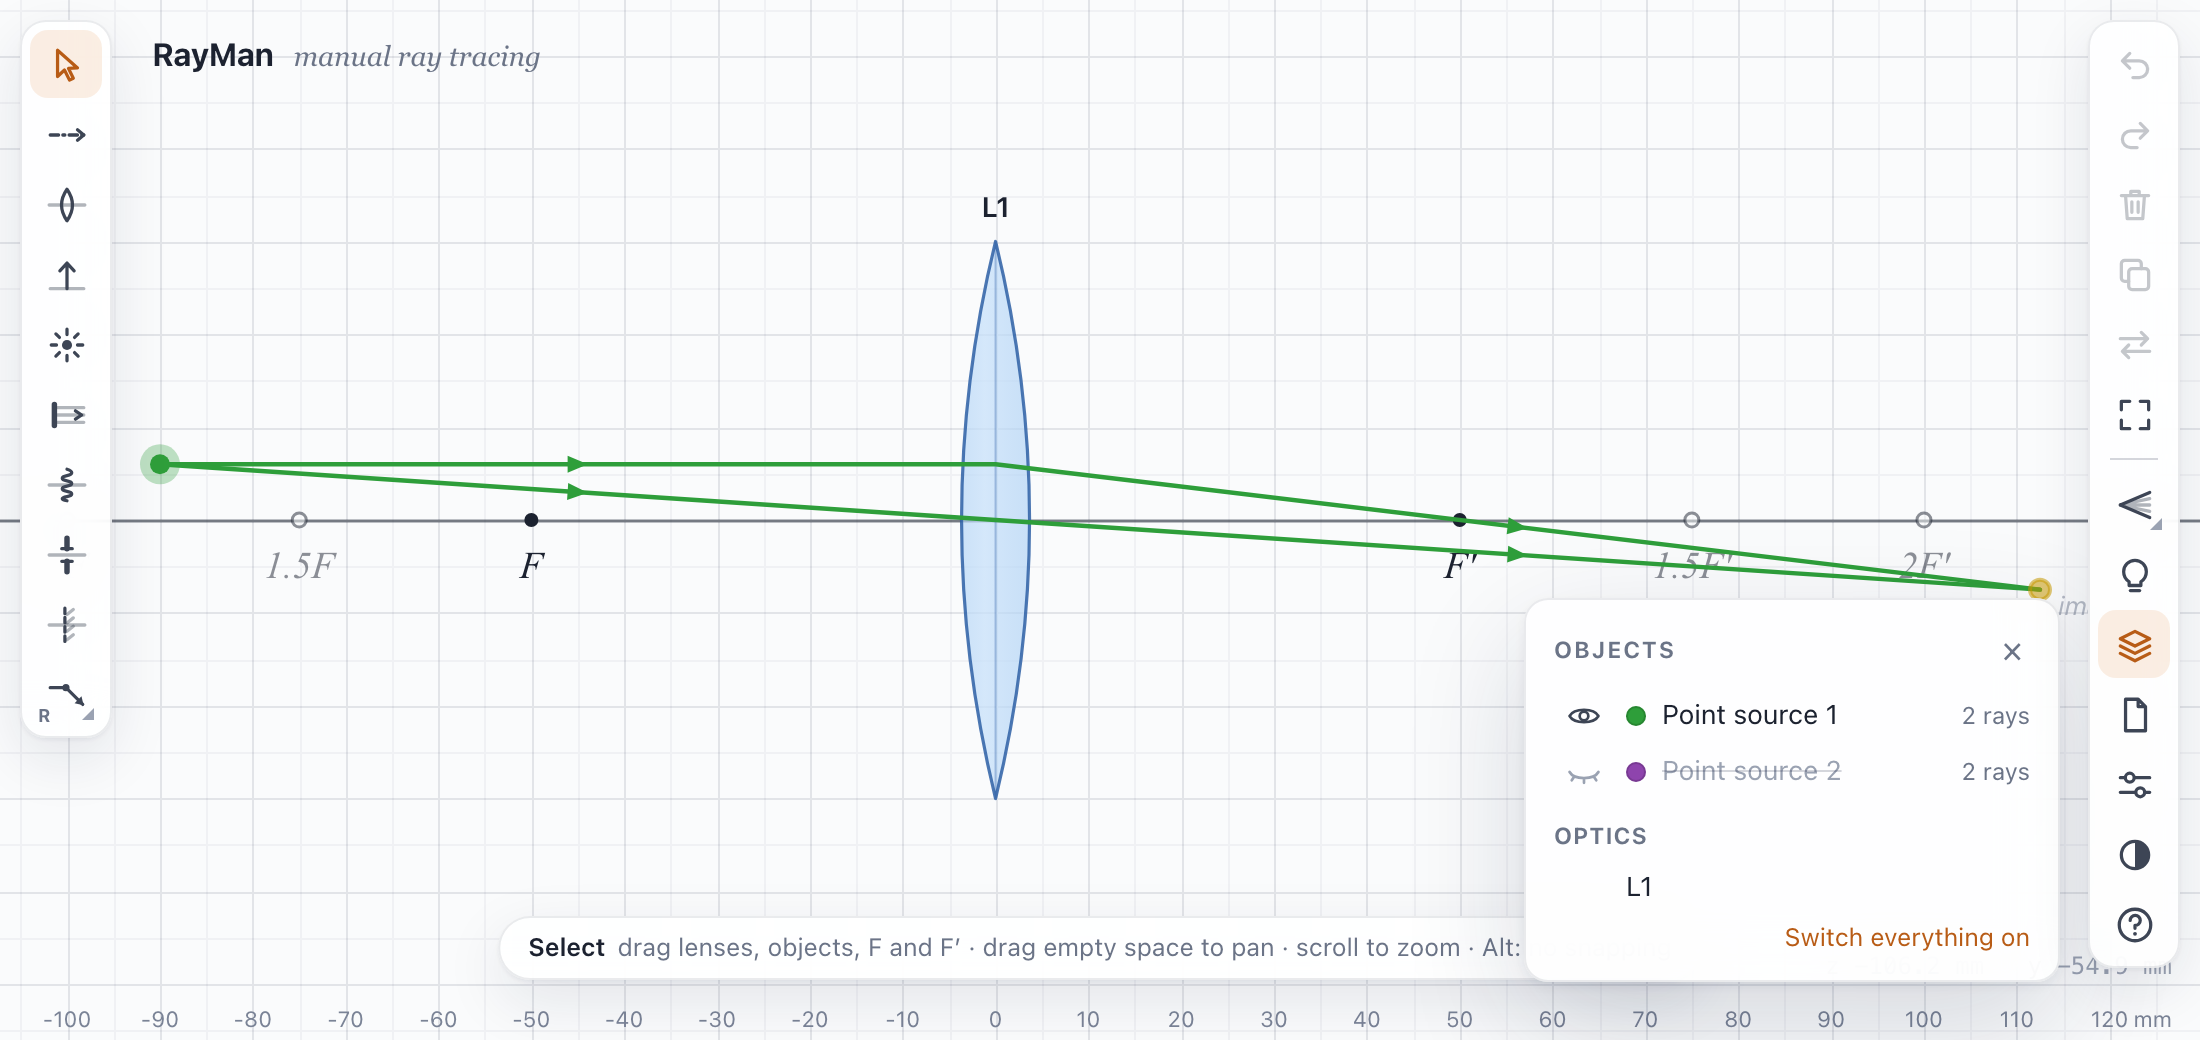 RayMan manual ray tracing
L1
1.5F
F
F′
1.5F′
2F′
OBJECTS
Point source 1
2 rays
Point source 2
2 rays
OPTICS
L1
Switch everything on
Select drag lenses, objects, F and F′ · drag empty space to pan · scroll to zoom · Alt:
R
-100 -90 -80 -70 -60 -50 -40 -30 -20 -10 0 10 20 30 40 50 60 70 80 90 100 110 120 mm